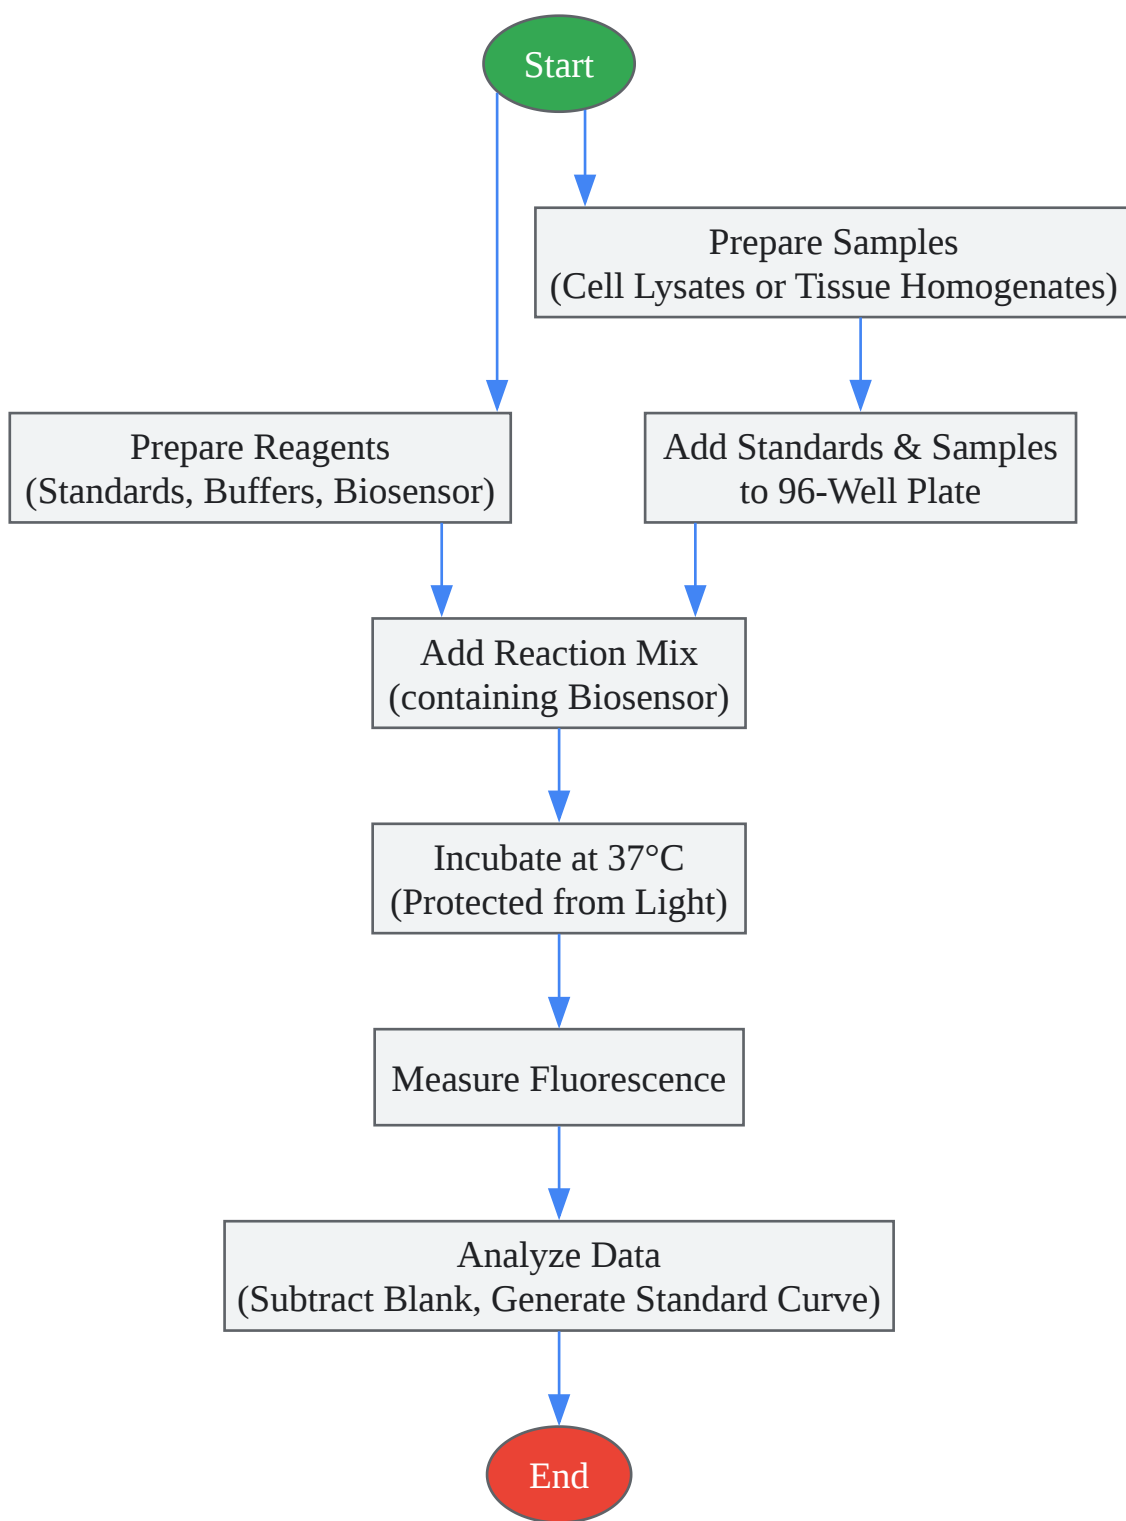 Start
Prepare Samples
(Cell Lysates or Tissue Homogenates)
Prepare Reagents
(Standards, Buffers, Biosensor)
Add Standards & Samples
to 96-Well Plate
Add Reaction Mix
(containing Biosensor)
Incubate at 37°C
(Protected from Light)
Measure Fluorescence
Analyze Data
(Subtract Blank, Generate Standard Curve)
End